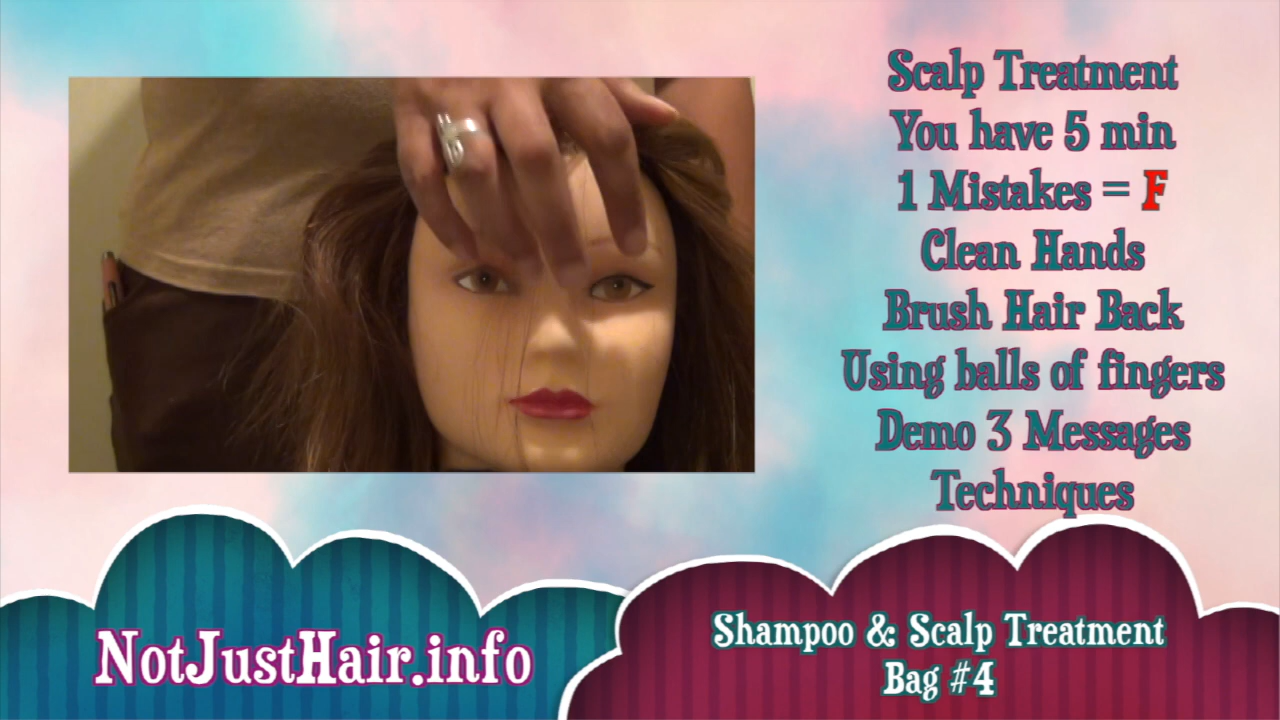 Scalp Treatment
You have 5 min
1 Mistakes = F
Clean Hands
Brush Hair Back
Using balls of fingers
Demo 3 Messages
Techniques
NotJustHair.info
Shampoo & Scalp Treatment
Bag #4